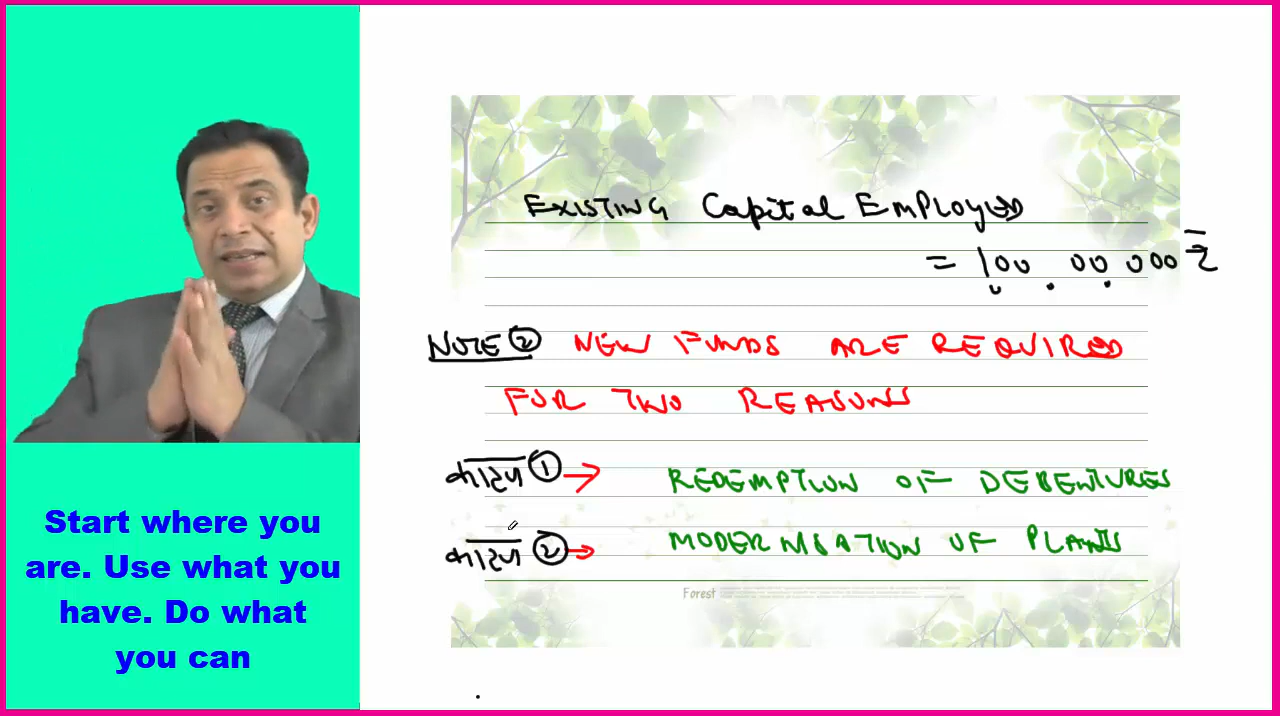 EXISTING Capital EMPLOYED
= 100 00 000 ₹
NOTE ② NEW FUNDS ARE REQUIRED
FOR TWO REASONS
कारण ① → REDEMPTION OF DEBENTURES
कारण ② → MODERNISATION OF PLANTS
Forest
Start where you
are. Use what you
have. Do what
you can